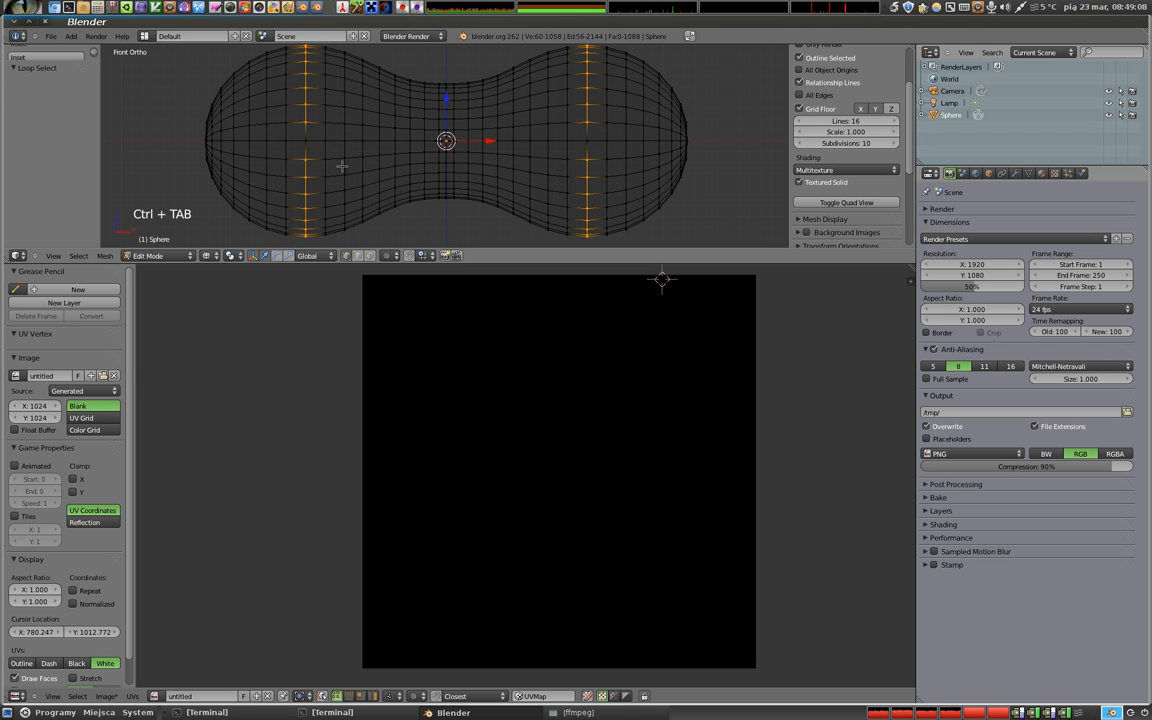 5 °C pią 23 mar, 08:49:08
Blender
File Add Render Help
Default
Scene
Blender Render
blender.org 262 | Ve:60-1058 | Ed:56-2144 | Fa:0-1088 | Sphere
View Search Current Scene
Inset
Loop Select
Front Ortho
Ctrl + TAB
(1) Sphere
Outline Selected
All Object Origins
Relationship Lines
All Edges
Grid Floor X Y Z
Lines: 16
Scale: 1.000
Subdivisions: 10
Shading:
Multitexture
Textured Solid
Toggle Quad View
Mesh Display
Background Images
Transform Orientations
RenderLayers
World
Camera
Lamp
Sphere
View Select Mesh Edit Mode Global
Grease Pencil
New
New Layer
Delete Frame Convert
UV Vertex
Image
untitled F
Source: Generated
X: 1024 Blank
Y: 1024 UV Grid
Float Buffer Color Grid
Game Properties
Animated Clamp:
Start: 0 X
End: 0 Y
Speed: 1
Tiles UV Coordinates
X: 1 Reflection
Y: 1
Display
Aspect Ratio: Coordinates:
X: 1.000 Repeat
Y: 1.000 Normalized
Cursor Location:
X: 780.247 Y: 1012.772
UVs:
Outline Dash Black White
Draw Faces Stretch
View Select Image* UVs untitled F Closest UVMap
Scene
Render
Dimensions
Render Presets
Resolution: Frame Range:
X: 1920 Start Frame: 1
Y: 1080 End Frame: 250
50% Frame Step: 1
Aspect Ratio: Frame Rate:
X: 1.000 24 fps
Y: 1.000 Time Remapping:
Border Crop Old: 100 New: 100
Anti-Aliasing
5 8 11 16 Mitchell-Netravali
Full Sample Size: 1.000
Output
/tmp/
Overwrite File Extensions
Placeholders
PNG BW RGB RGBA
Compression: 90%
Post Processing
Bake
Layers
Shading
Performance
Sampled Motion Blur
Stamp
Programy Miejsca System [Terminal] [Terminal] Blender [ffmpeg]